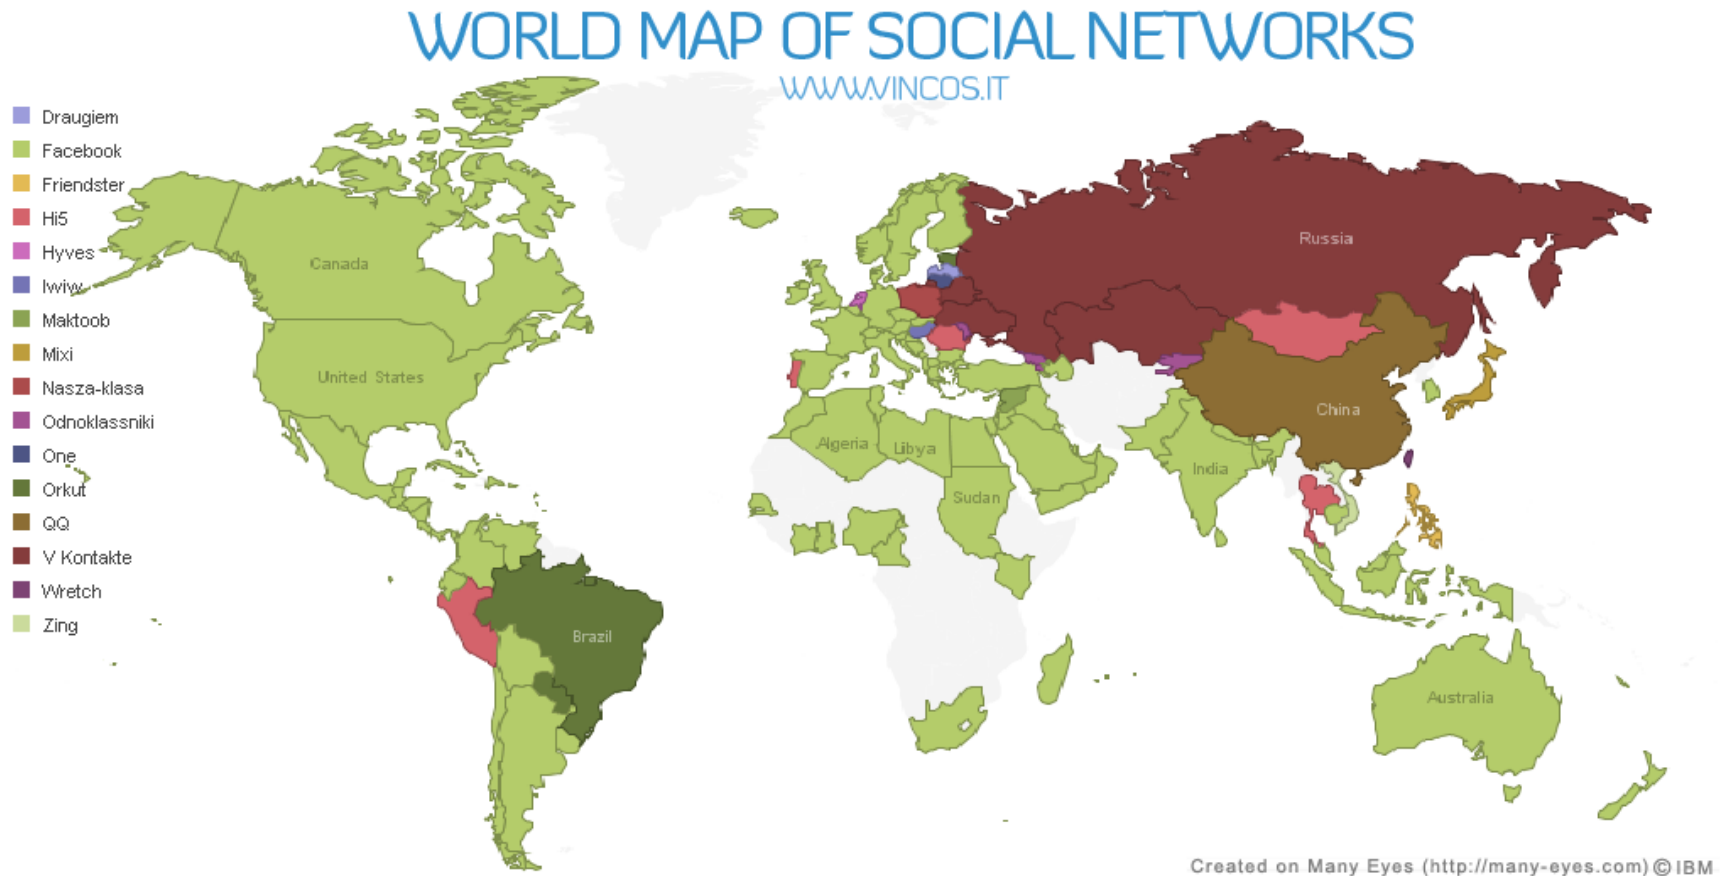 WORLD MAP OF SOCIAL NETWORKS
WWW.VINCOS.IT
Draugiem
Facebook
Friendster
Hi5
Hyves
Iwiw
Maktoob
Mixi
Nasza-klasa
Odnoklassniki
One
Orkut
QQ
V Kontakte
Wretch
Zing
Canada
United States
Brazil
Algeria
Libya
Sudan
Russia
China
India
Australia
Created on Many Eyes (http://many-eyes.com) © IBM